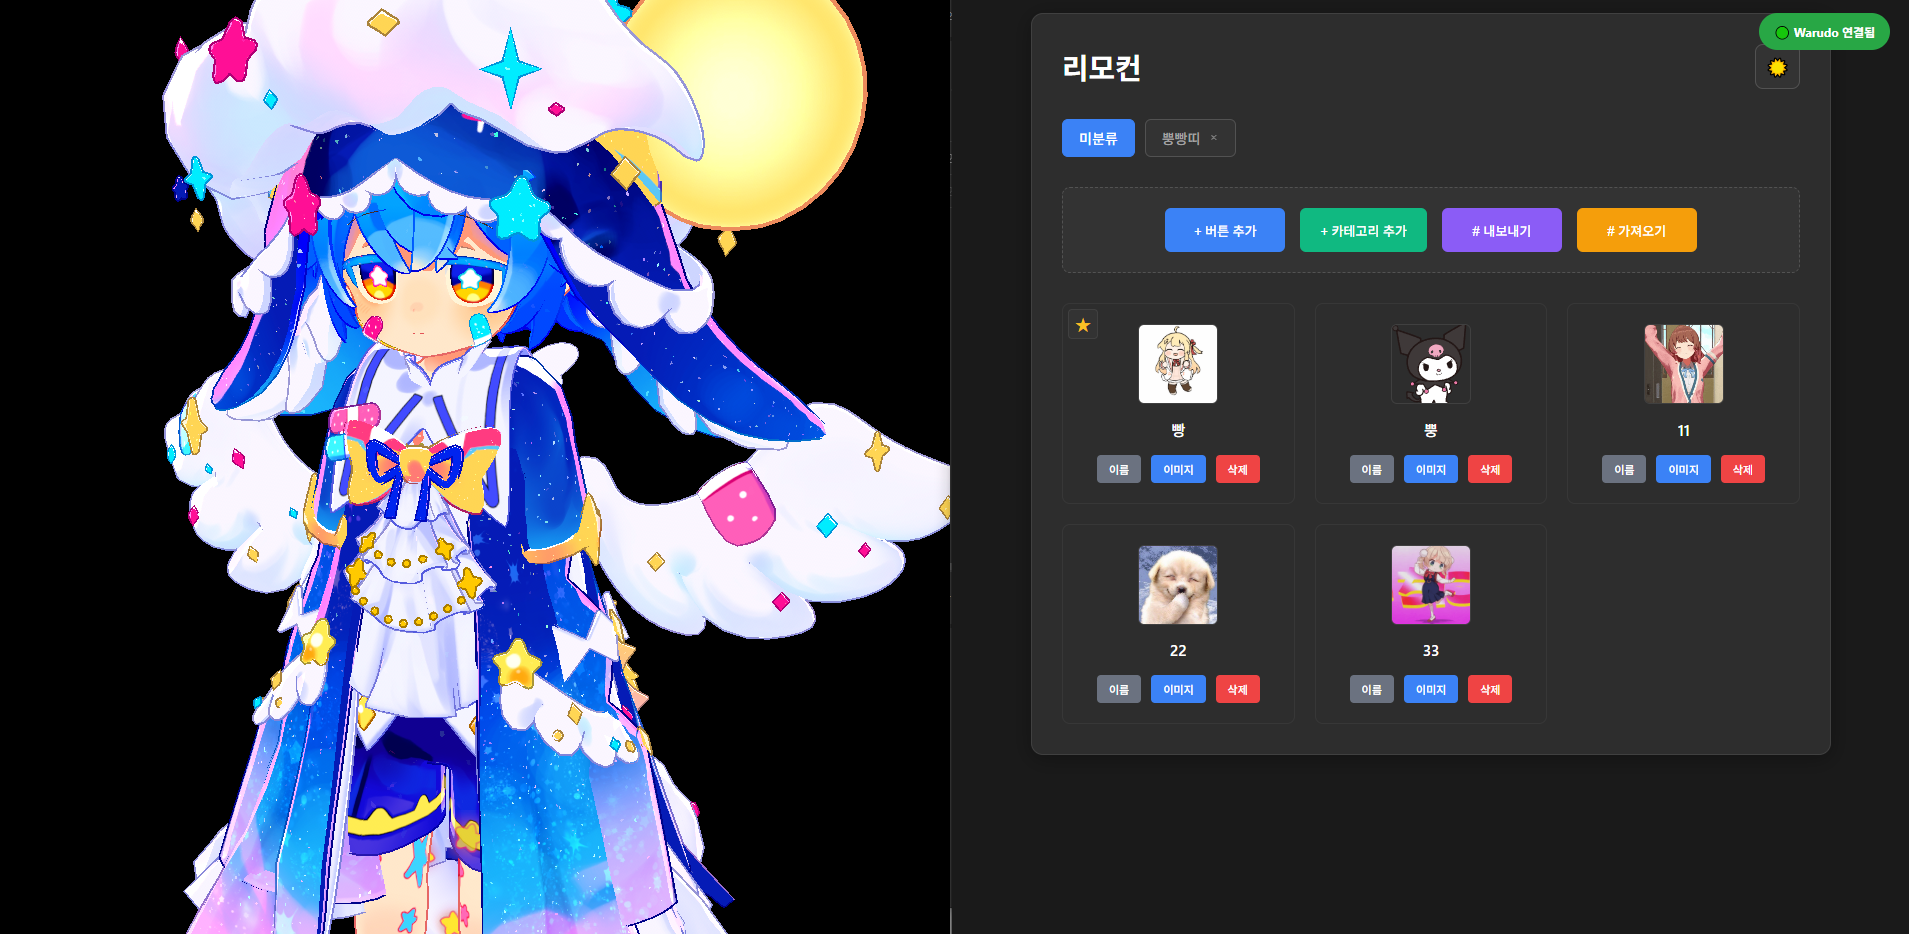 Warudo 연결됨
리모컨
미분류
뿡빵띠 ×
+ 버튼 추가
+ 카테고리 추가
# 내보내기
# 가져오기
빵
뿡
11
이름 이미지 삭제
이름 이미지 삭제
이름 이미지 삭제
22
33
이름 이미지 삭제
이름 이미지 삭제